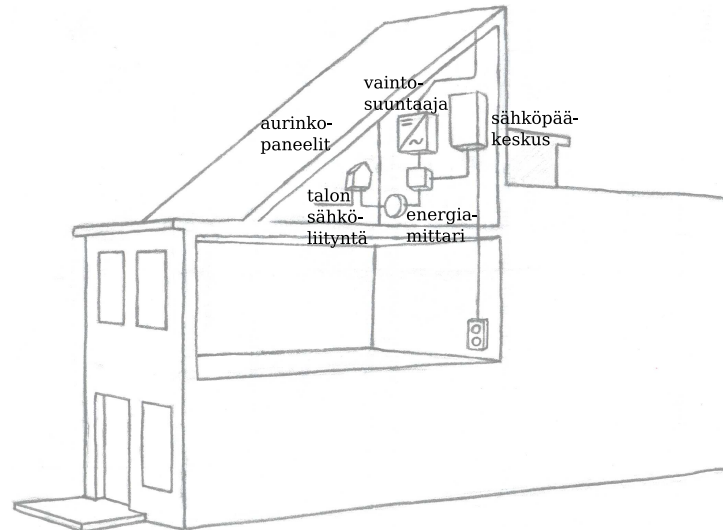 vainto-
suuntaaja
aurinko-
paneelit
sähköpää-
keskus
talon
sähkö-
liityntä
energia-
mittari